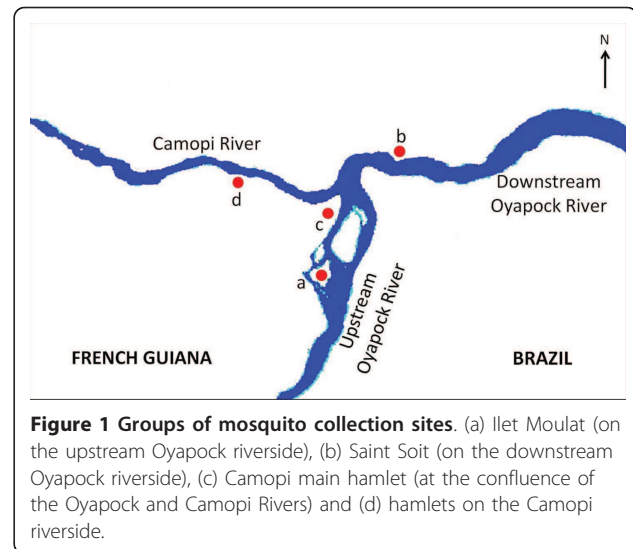 N
b
Camopi River
Downstream
Oyapock River
d
c
a
Upstream
Oyapock River
FRENCH GUIANA
BRAZIL
Figure 1 Groups of mosquito collection sites. (a) Ilet Moulat (on
the upstream Oyapock riverside), (b) Saint Soit (on the downstream
Oyapock riverside), (c) Camopi main hamlet (at the confluence of
the Oyapock and Camopi Rivers) and (d) hamlets on the Camopi
riverside.